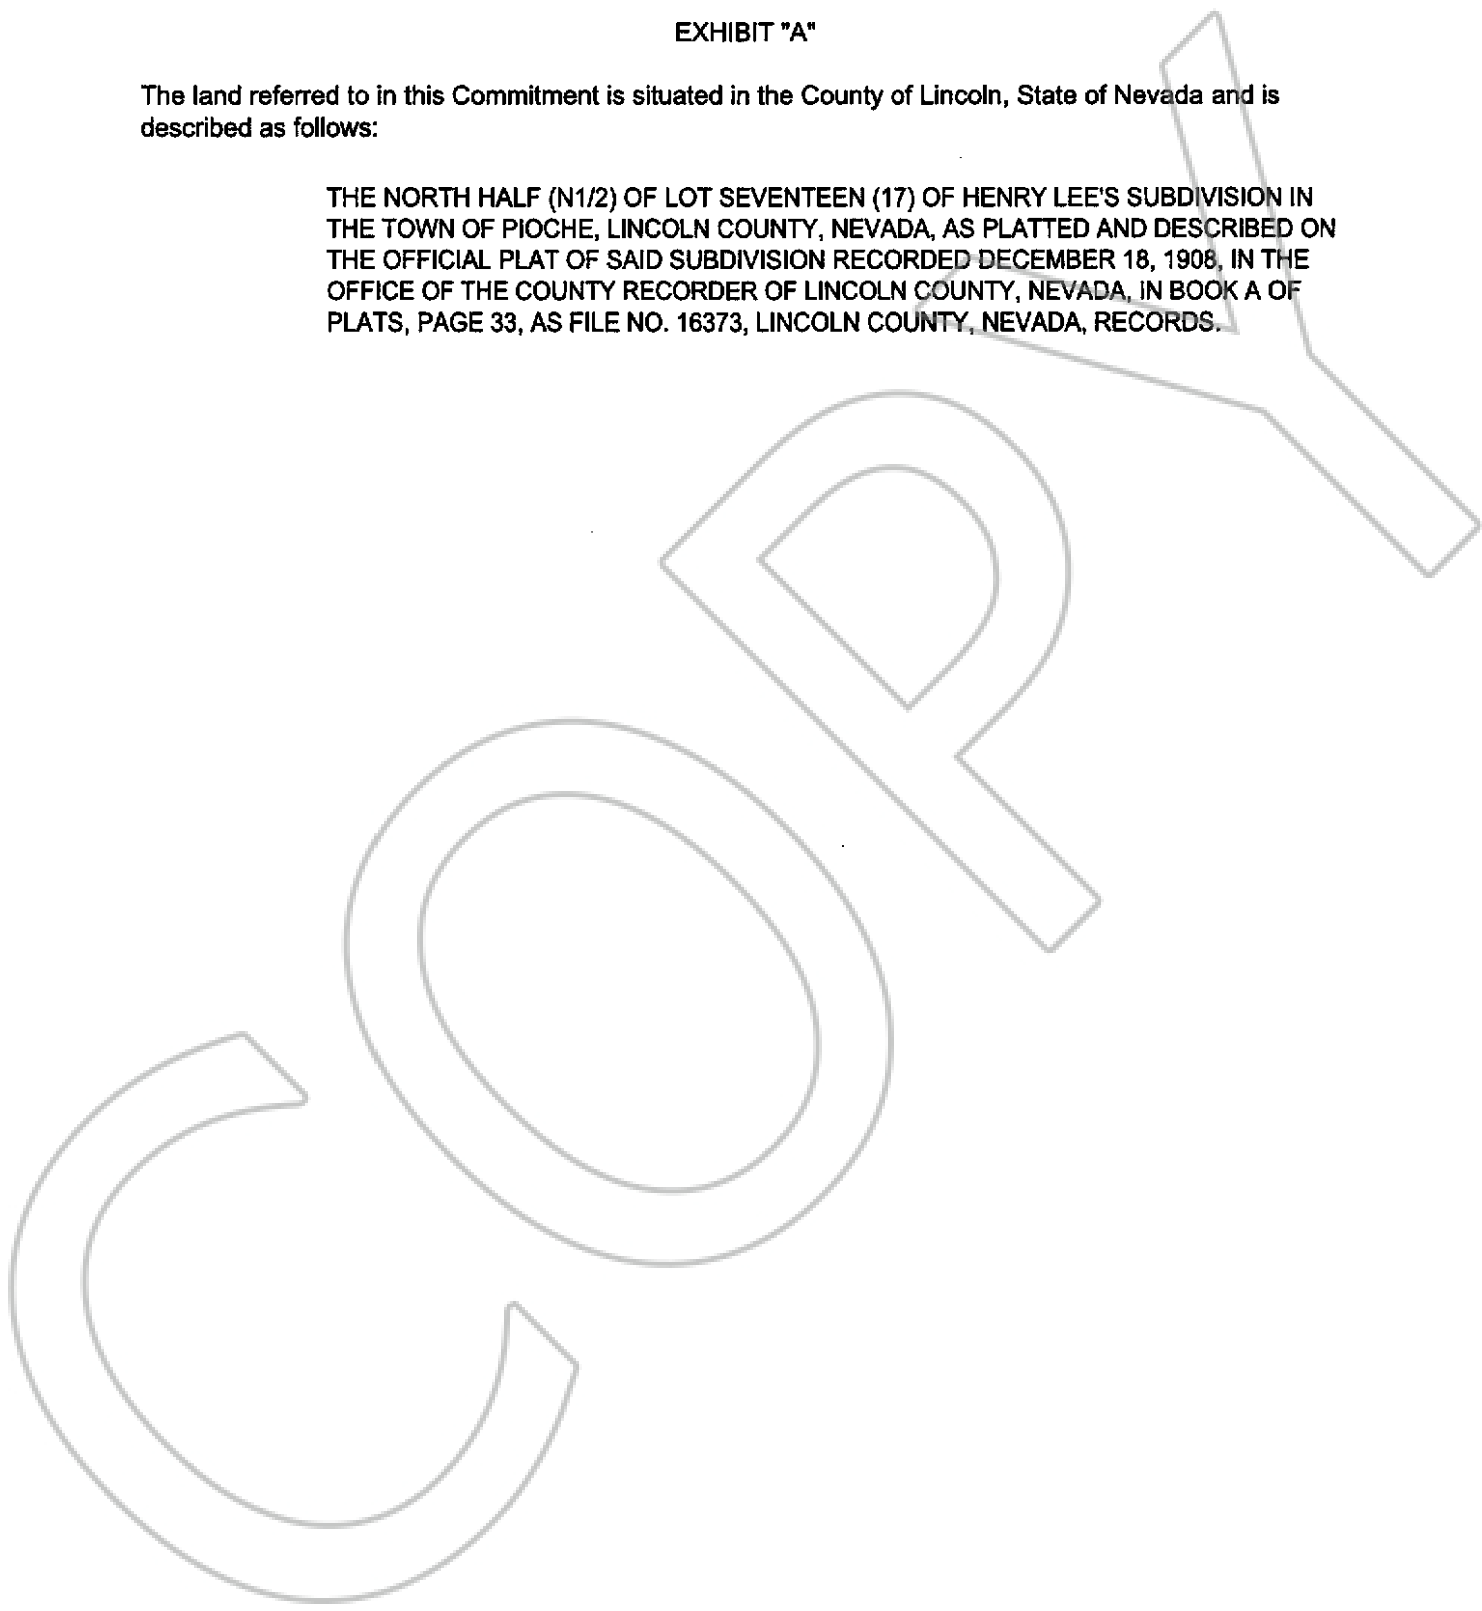 EXHIBIT "A"
The land referred to in this Commitment is situated in the County of Lincoln, State of Nevada and is
described as follows:
THE NORTH HALF (N1/2) OF LOT SEVENTEEN (17) OF HENRY LEE'S SUBDIVISION IN
THE TOWN OF PIOCHE, LINCOLN COUNTY, NEVADA, AS PLATTED AND DESCRIBED ON
THE OFFICIAL PLAT OF SAID SUBDIVISION RECORDED DECEMBER 18, 1908, IN THE
OFFICE OF THE COUNTY RECORDER OF LINCOLN COUNTY, NEVADA, IN BOOK A OF
PLATS, PAGE 33, AS FILE NO. 16373, LINCOLN COUNTY, NEVADA, RECORDS.
COPY